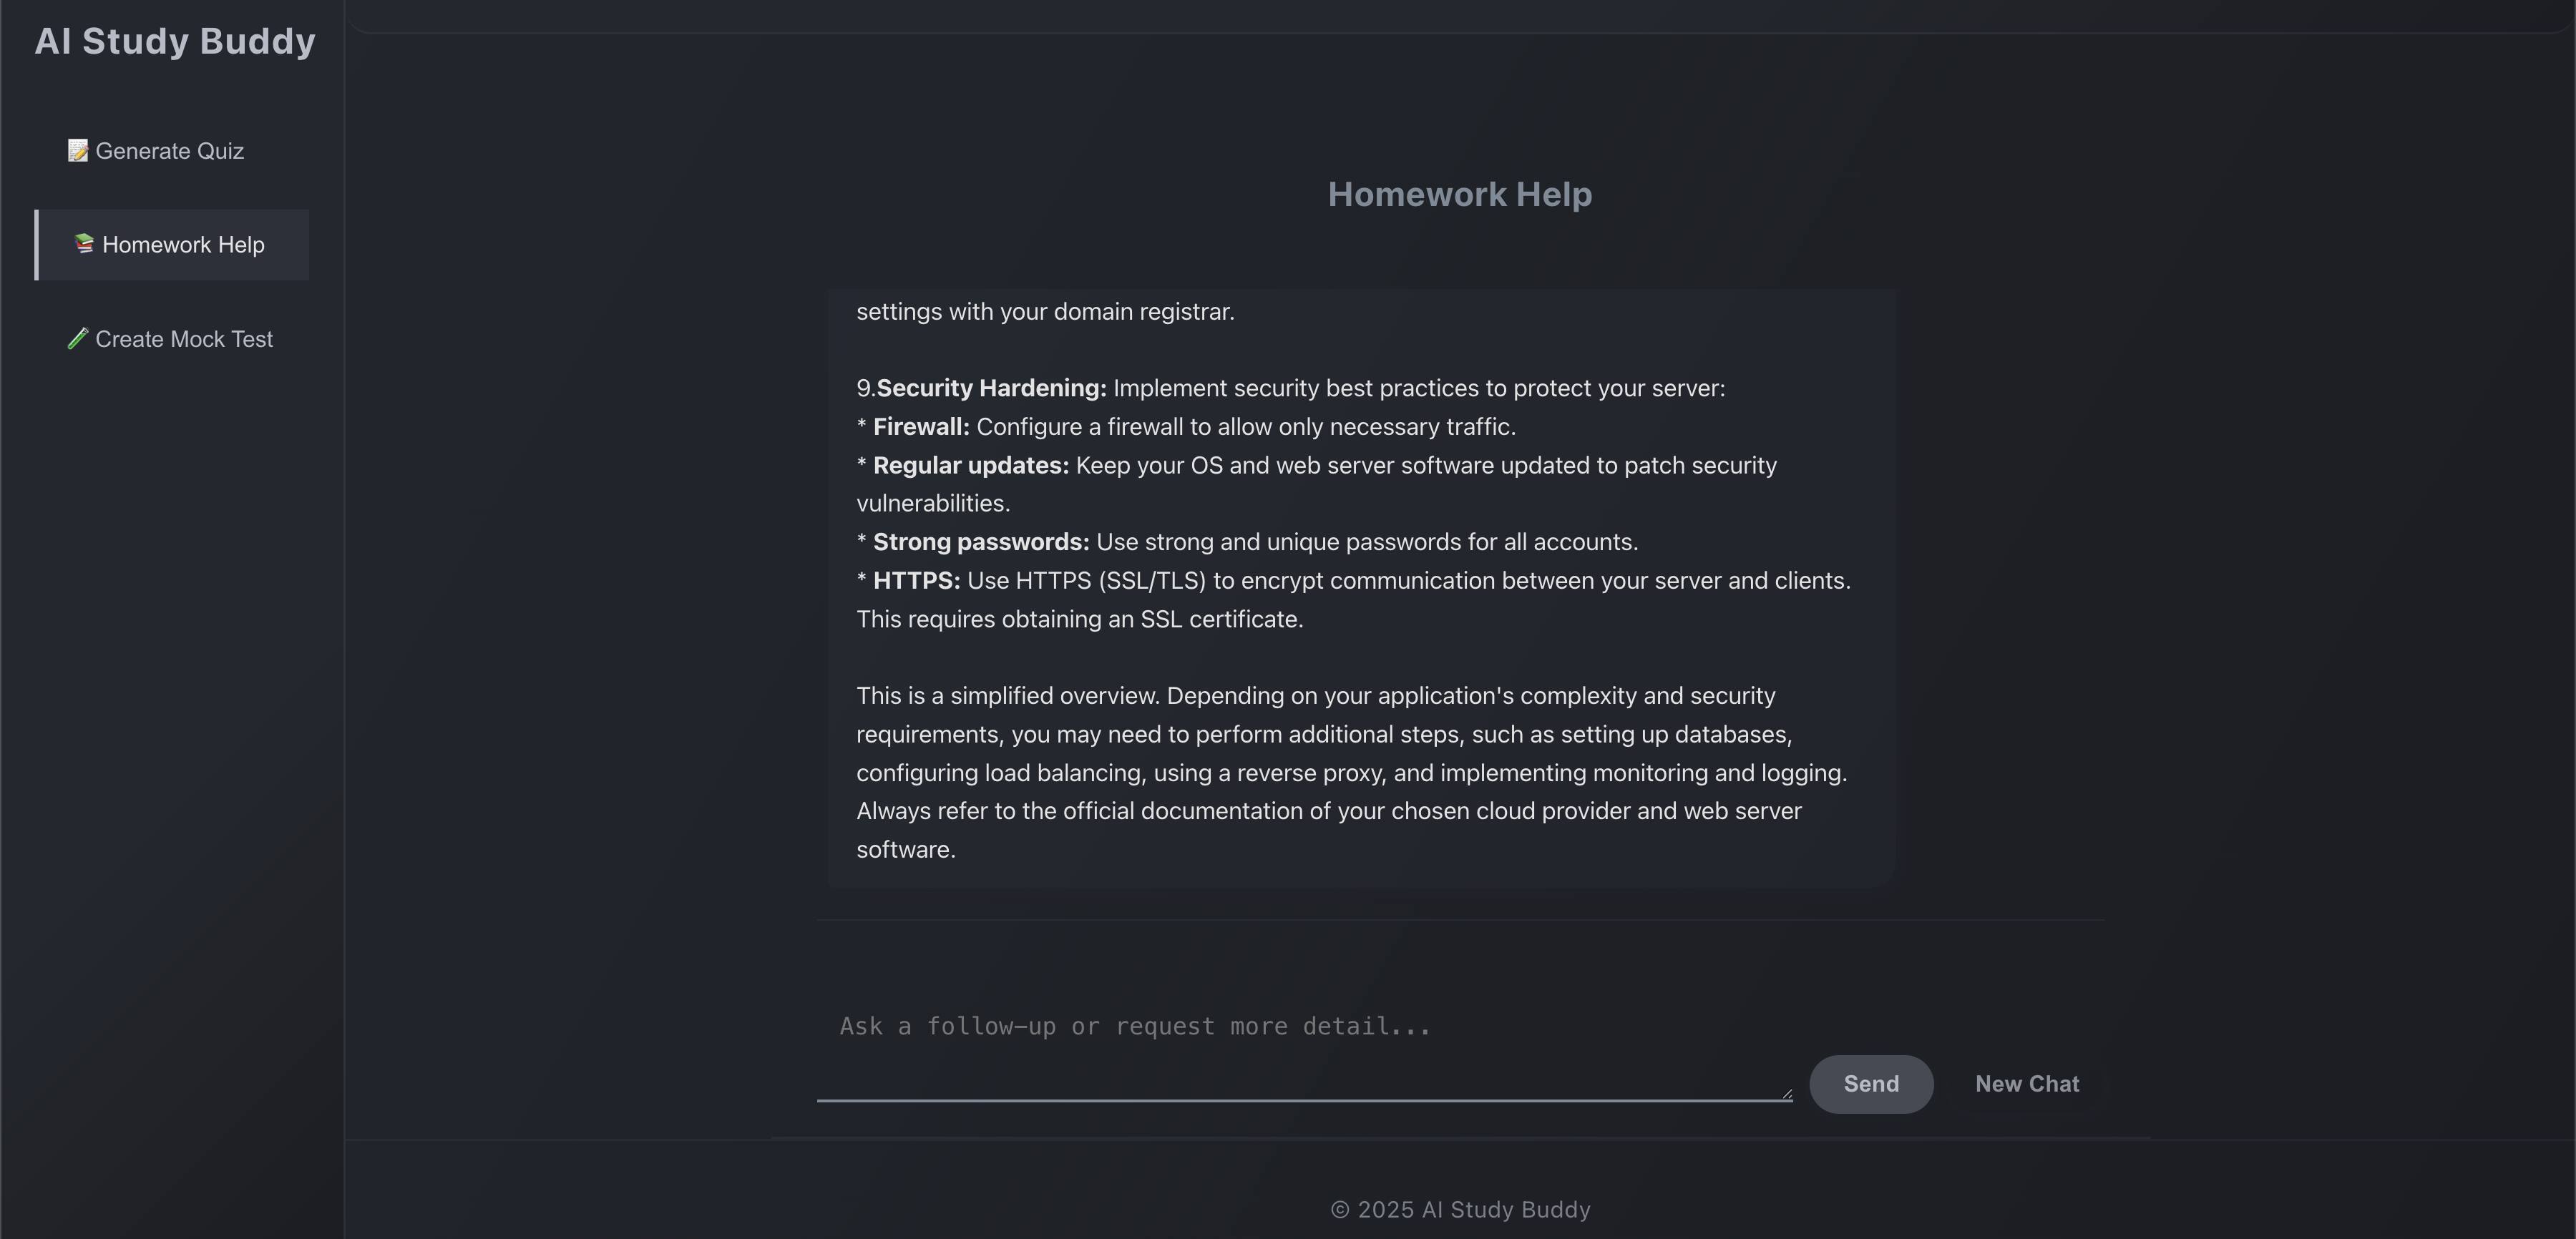 AI Study Buddy
📝 Generate Quiz
📚 Homework Help
🧪 Create Mock Test
Homework Help
settings with your domain registrar.
9.Security Hardening: Implement security best practices to protect your server:
* Firewall: Configure a firewall to allow only necessary traffic.
* Regular updates: Keep your OS and web server software updated to patch security
vulnerabilities.
* Strong passwords: Use strong and unique passwords for all accounts.
* HTTPS: Use HTTPS (SSL/TLS) to encrypt communication between your server and clients.
This requires obtaining an SSL certificate.
This is a simplified overview. Depending on your application's complexity and security
requirements, you may need to perform additional steps, such as setting up databases,
configuring load balancing, using a reverse proxy, and implementing monitoring and logging.
Always refer to the official documentation of your chosen cloud provider and web server
software.
Ask a follow-up or request more detail...
Send
New Chat
© 2025 AI Study Buddy